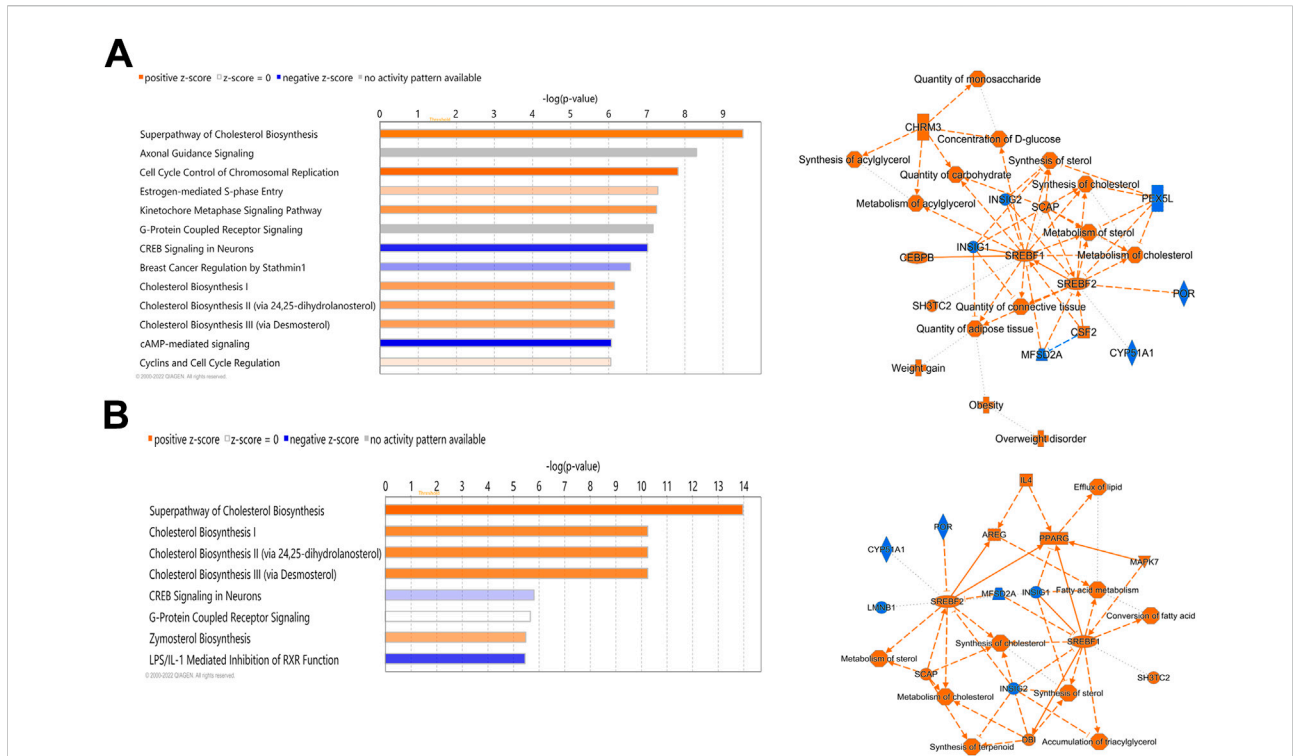 A
positive z-score z-score = 0 negative z-score no activity pattern available
-log(p-value)
0 1 2 3 4 5 6 7 8 9
Threshold
Superpathway of Cholesterol Biosynthesis
Axonal Guidance Signaling
Cell Cycle Control of Chromosomal Replication
Estrogen-mediated S-phase Entry
Kinetochore Metaphase Signaling Pathway
G-Protein Coupled Receptor Signaling
CREB Signaling in Neurons
Breast Cancer Regulation by Stathmin1
Cholesterol Biosynthesis I
Cholesterol Biosynthesis II (via 24,25-dihydrolanosterol)
Cholesterol Biosynthesis III (via Desmosterol)
cAMP-mediated signaling
Cyclins and Cell Cycle Regulation
© 2000-2022 QIAGEN. All rights reserved.
Quantity of monosaccharide
CHRM3
Concentration of D-glucose
Synthesis of acylglycerol
Synthesis of sterol
Quantity of carbohydrate
Synthesis of cholesterol
Metabolism of acylglycerol
INSIG2
SCAP
PEX5L
Metabolism of sterol
INSIG1
CEBPB
SREBF1
Metabolism of cholesterol
SREBF2
POR
SH3TC2
Quantity of connective tissue
Quantity of adipose tissue
CSF2
MFSD2A
CYP51A1
Weight gain
Obesity
Overweight disorder
B
positive z-score z-score = 0 negative z-score no activity pattern available
-log(p-value)
0 1 2 3 4 5 6 7 8 9 10 11 12 13 14
Threshold
Superpathway of Cholesterol Biosynthesis
Cholesterol Biosynthesis I
Cholesterol Biosynthesis II (via 24,25-dihydrolanosterol)
Cholesterol Biosynthesis III (via Desmosterol)
CREB Signaling in Neurons
G-Protein Coupled Receptor Signaling
Zymosterol Biosynthesis
LPS/IL-1 Mediated Inhibition of RXR Function
© 2000-2022 QIAGEN. All rights reserved.
IL4
Efflux of lipid
POR
AREG
PPARG
CYP51A1
MAPK7
MFSD2A
INSIG1
Fatty acid metabolism
SREBF2
LMNB1
Conversion of fatty acid
Synthesis of cholesterol
SREBF1
Metabolism of sterol
SCAP
SH3TC2
INSIG2
Metabolism of cholesterol
Synthesis of sterol
DBI
Synthesis of terpenoid
Accumulation of triacylglycerol